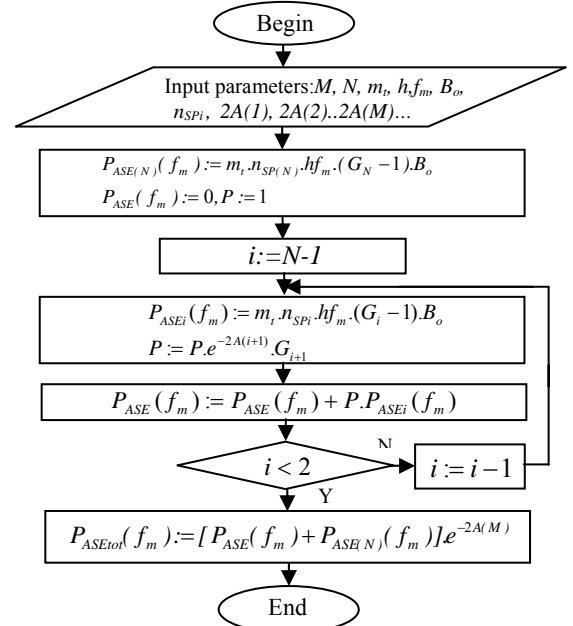 Begin
Input parameters:M, N, m_t, h,f_m, B_o,
n_SPi, 2A(1), 2A(2)..2A(M)...
P_ASE(N)(f_m):=m_t.n_SP(N).hf_m.(G_N−1).B_o
P_ASE(f_m):=0,P:=1
i:=N-1
P_ASEi(f_m):=m_t.n_SPi.hf_m.(G_i−1).B_o
P:=P.e^−2A(i+1).G_i+1
P_ASE(f_m):=P_ASE(f_m)+P.P_ASEi(f_m)
i<2
N
i:=i−1
Y
P_ASEtot(f_m):=[P_ASE(f_m)+P_ASE(N)(f_m)].e^−2A(M)
End